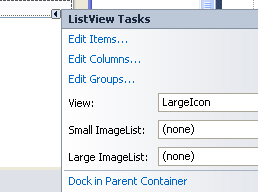 ListView Tasks
Edit Items...
Edit Columns...
Edit Groups...
View: LargeIcon
Small ImageList: (none)
Large ImageList: (none)
Dock in Parent Container